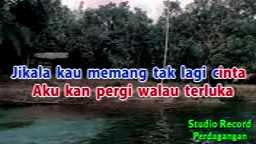 Jikala kau memang tak lagi cinta
Aku kan pergi walau terluka
Studio Record
Perdagangan